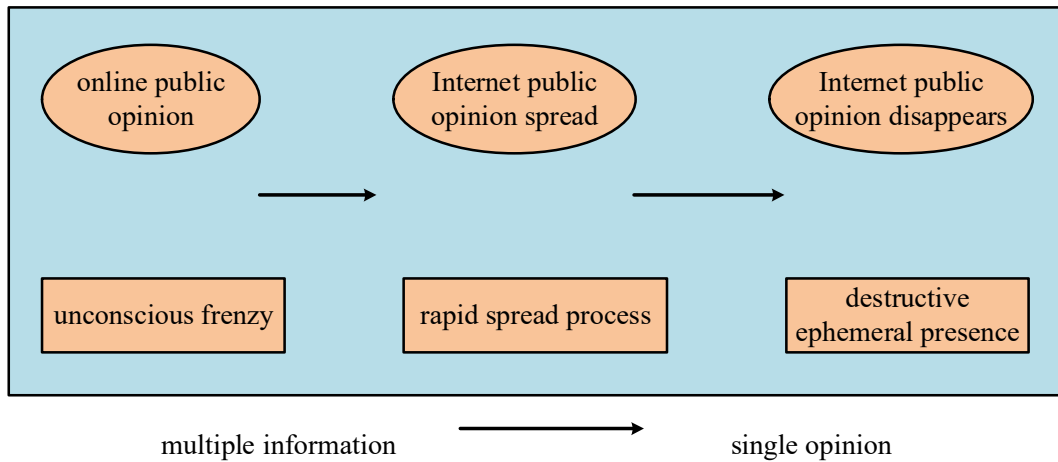 online public
opinion
Internet public
opinion spread
Internet public
opinion disappears
unconscious frenzy
rapid spread process
destructive
ephemeral presence
multiple information
single opinion